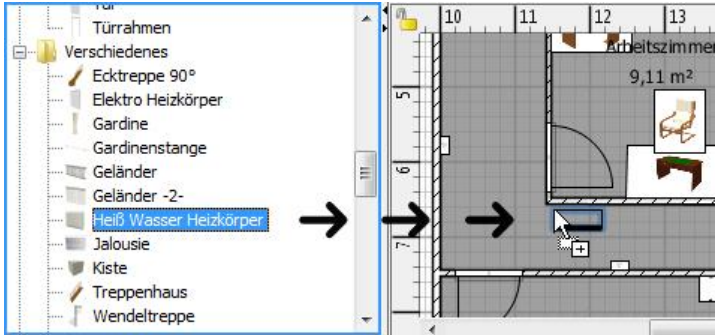 Tür
Türrahmen
Verschiedenes
Ecktreppe 90°
Elektro Heizkörper
Gardine
Gardinenstange
Geländer
Geländer -2-
Heiß Wasser Heizkörper
Jalousie
Kiste
Treppenhaus
Wendeltreppe
10 11 12 13
Arbeitszimmer
9,11 m²
5
6
7